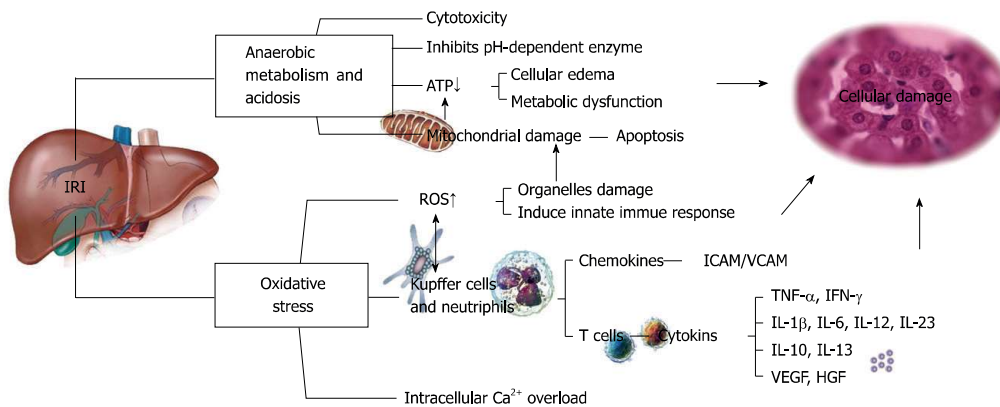 Cytotoxicity
Anaerobic
metabolism and
acidosis
Inhibits pH-dependent enzyme
ATP↓
Cellular edema
Metabolic dysfunction
Mitochondrial damage
Apoptosis
Cellular damage
IRI
ROS↑
Organelles damage
Induce innate immue response
Oxidative
stress
Kupffer cells
and neutriphils
Chemokines
ICAM/VCAM
T cells
Cytokins
TNF-α, IFN-γ
IL-1β, IL-6, IL-12, IL-23
IL-10, IL-13
VEGF, HGF
Intracellular Ca²⁺ overload